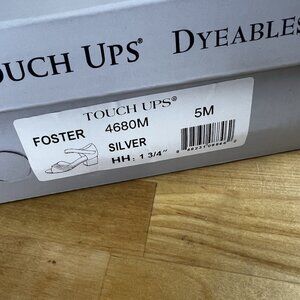 OUCH UPS® DYEABLES
TOUCH UPS®
FOSTER 4680M 5M
SILVER
HH: 1 3/4"